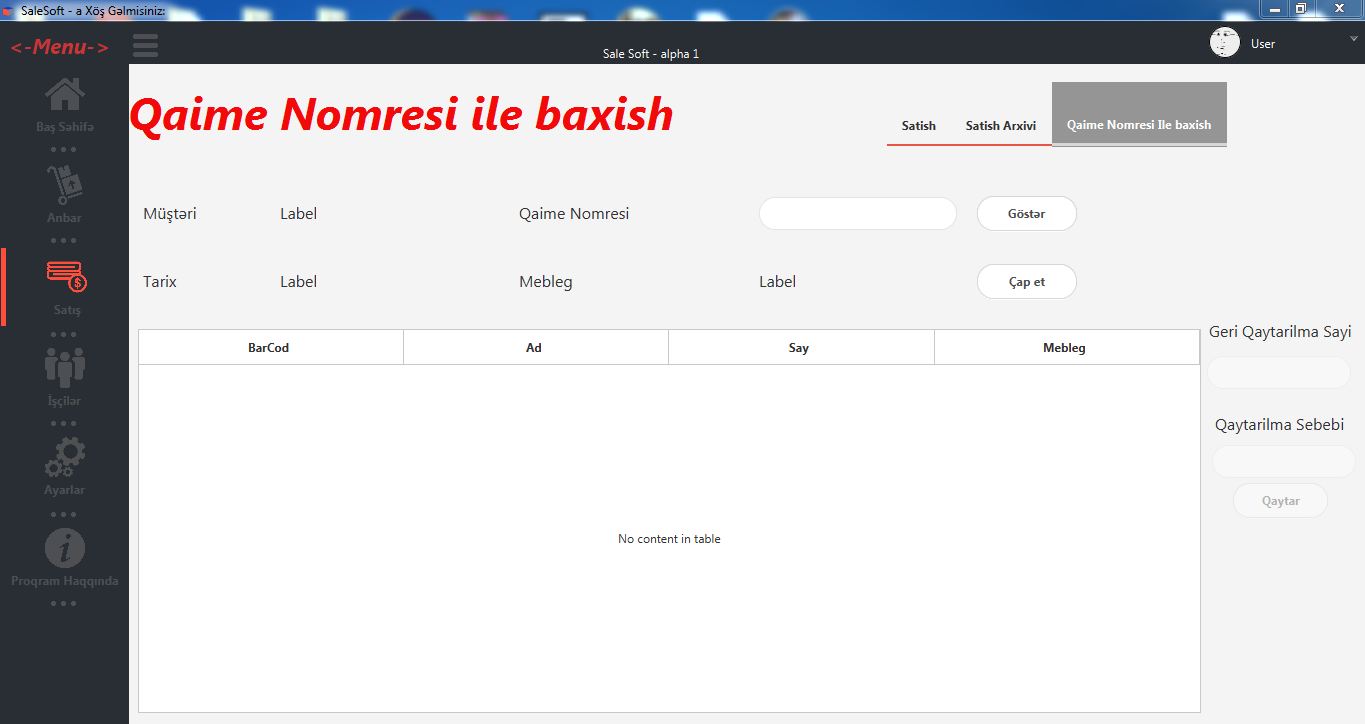 SaleSoft - a Xöş Gəlmisiniz:
<-Menu->
Sale Soft - alpha 1
User
Baş Səhifə
Anbar
Satış
İşçilər
Ayarlar
Proqram Haqqında
Qaime Nomresi ile baxish
Satish
Satish Arxivi
Qaime Nomresi Ile baxish
Müştəri Label Qaime Nomresi Göstər
Tarix Label Mebleg Label Çap et
BarCod Ad Say Mebleg
No content in table
Geri Qaytarilma Sayi
Qaytarilma Sebebi
Qaytar